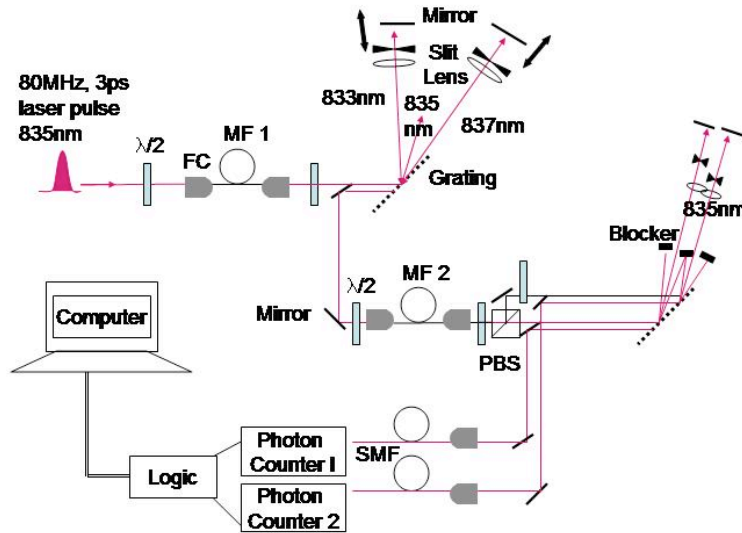 Mirror
Slit
Lens
80MHz, 3ps
laser pulse
835nm
833nm
835
nm
837nm
λ/2
FC
MF 1
Grating
835nm
Blocker
λ/2
MF 2
Mirror
PBS
Computer
Photon
Counter 1
SMF
Logic
Photon
Counter 2